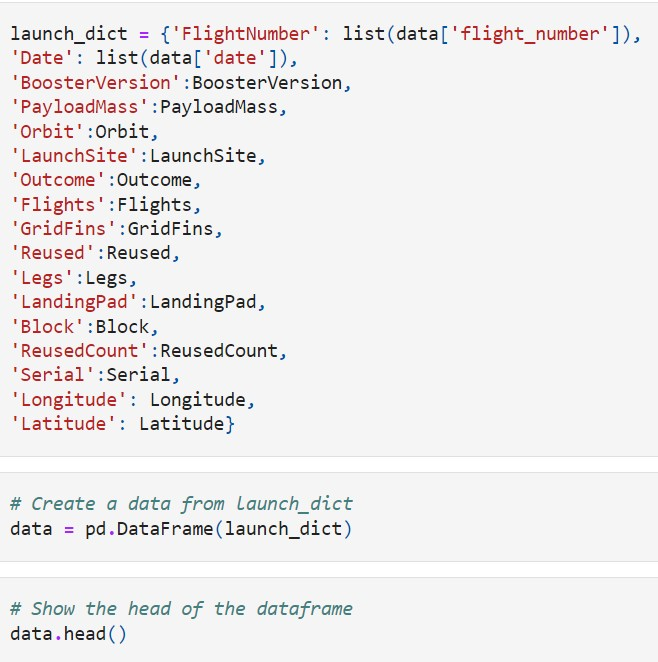 launch_dict = {'FlightNumber': list(data['flight_number']),
'Date': list(data['date']),
'BoosterVersion':BoosterVersion,
'PayloadMass':PayloadMass,
'Orbit':Orbit,
'LaunchSite':LaunchSite,
'Outcome':Outcome,
'Flights':Flights,
'GridFins':GridFins,
'Reused':Reused,
'Legs':Legs,
'LandingPad':LandingPad,
'Block':Block,
'ReusedCount':ReusedCount,
'Serial':Serial,
'Longitude': Longitude,
'Latitude': Latitude}
# Create a data from launch_dict
data = pd.DataFrame(launch_dict)
# Show the head of the dataframe
data.head()